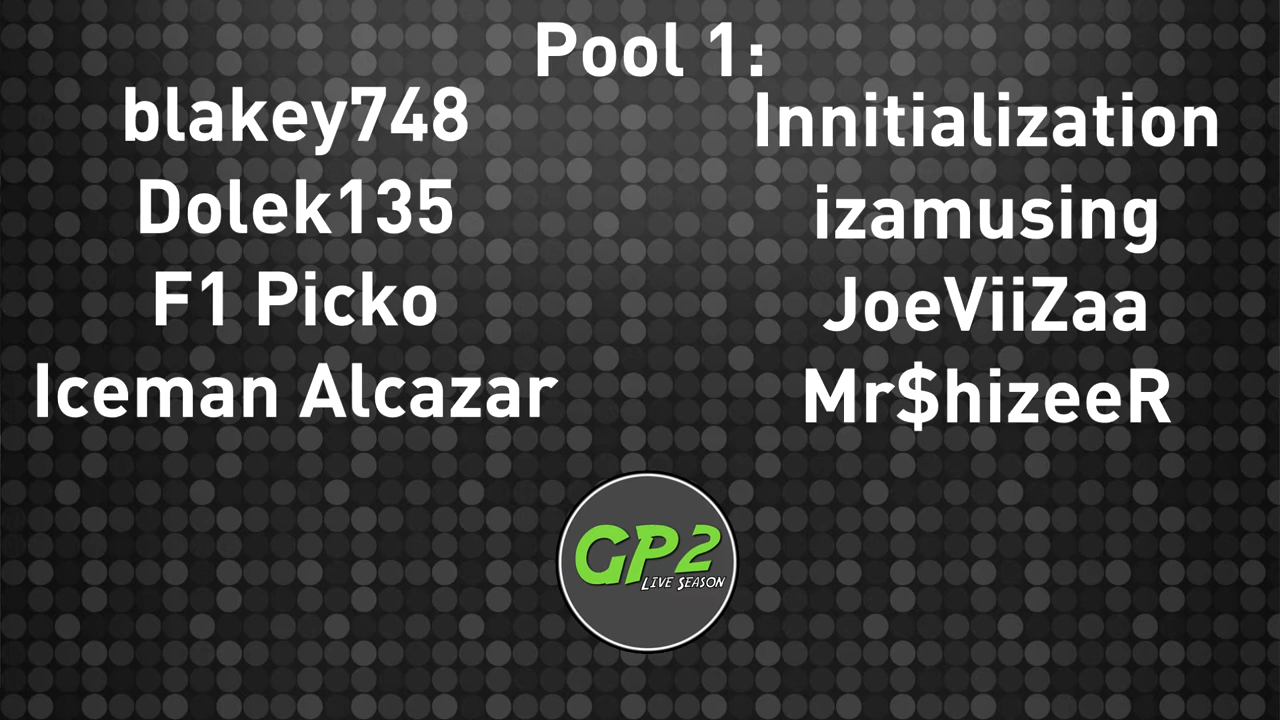 Pool 1:
blakey748
Dolek135
F1 Picko
Iceman Alcazar
Innitialization
izamusing
JoeViiZaa
Mr$hizeeR
GP2
Live Season